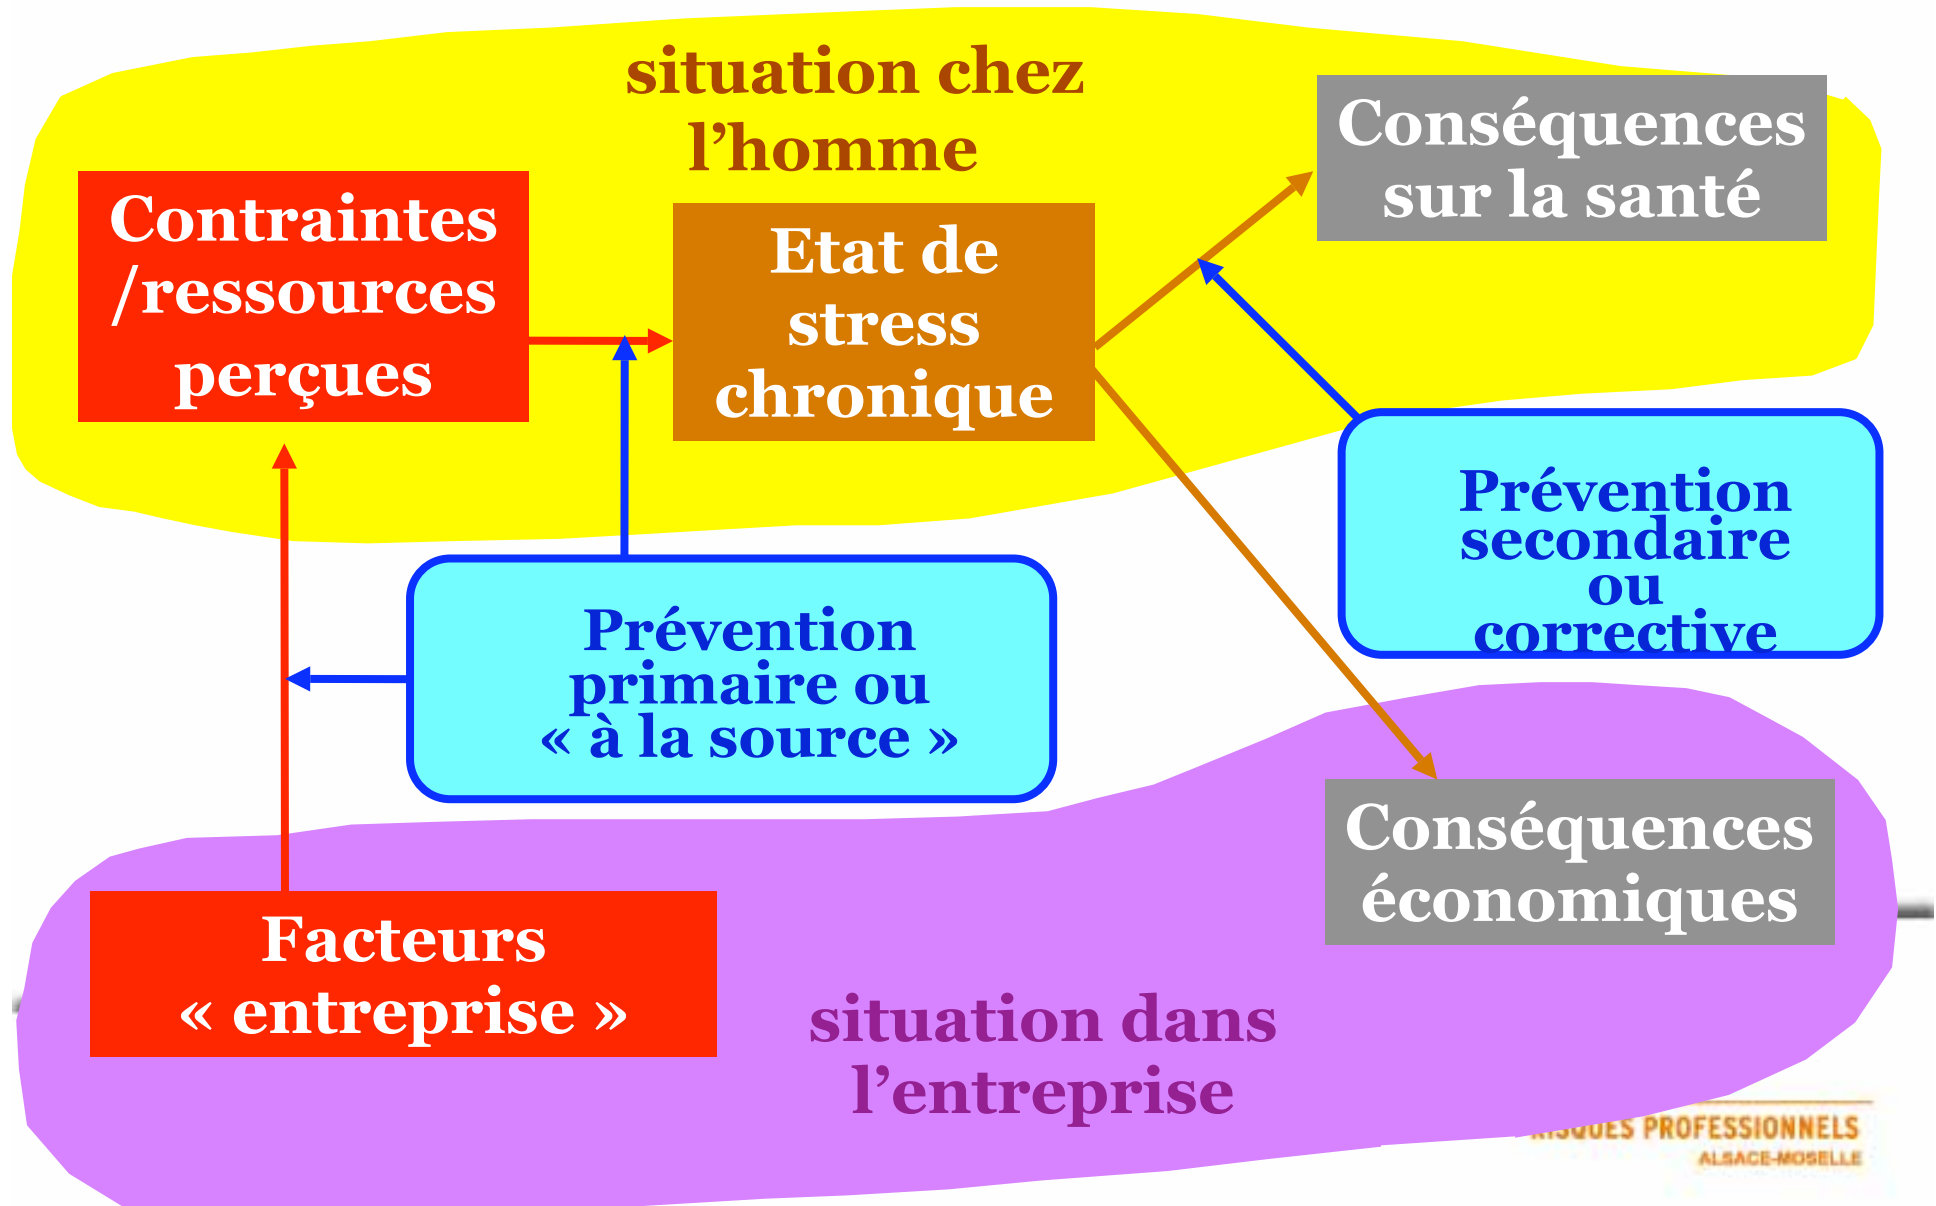 situation chez
l’homme
Conséquences
sur la santé
Contraintes
/ressources
perçues
Etat de
stress
chronique
Prévention
secondaire
ou
corrective
Prévention
primaire ou
« à la source »
Conséquences
économiques
Facteurs
« entreprise »
situation dans
l’entreprise
RISQUES PROFESSIONNELS
ALSACE-MOSELLE